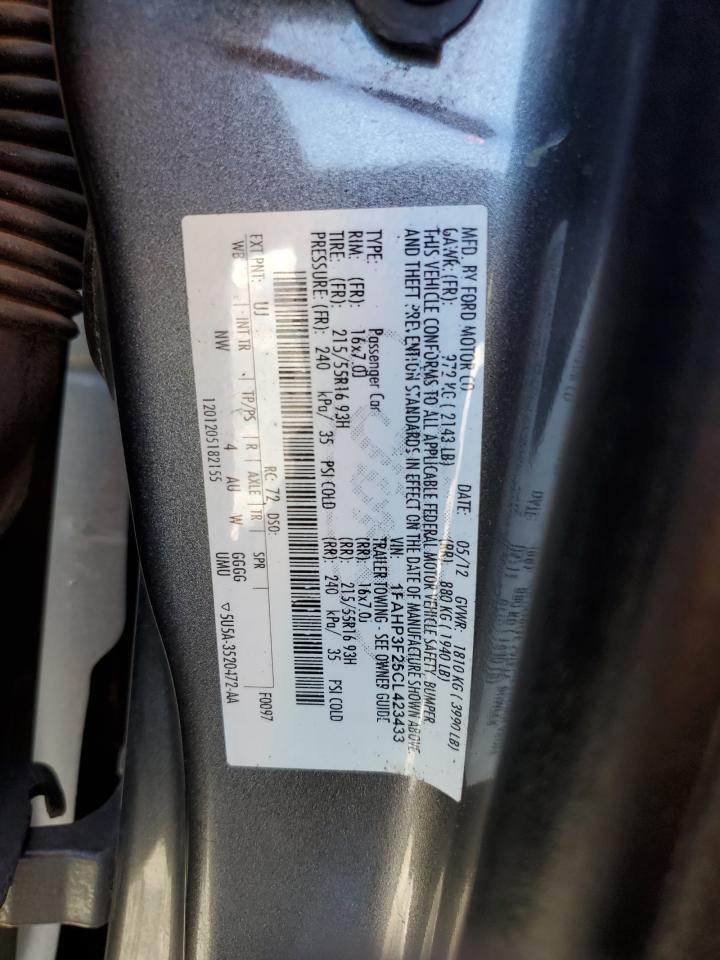 MFD. BY FORD MOTOR CO
DATE: 05/12 GVWR: 1810 KG ( 3990 LB)
GAWR: (FR): 972 KG ( 2143 LB) (RR): 880 KG ( 1940 LB)
THIS VEHICLE CONFORMS TO ALL APPLICABLE FEDERAL MOTOR VEHICLE SAFETY, BUMPER
AND THEFT PREVENTION STANDARDS IN EFFECT ON THE DATE OF MANUFACTURE SHOWN ABOVE.
VIN: 1FAHP3F26CL423433
TYPE: Passenger Car TRAILER TOWING - SEE OWNER GUIDE
RIM: (FR): 16x7.0J (RR): 16x7.0J
TIRE: (FR): 215/55R16 93H (RR): 215/55R16 93H
PRESSURE: (FR): 240 kPa/ 35 PSI COLD (RR): 240 kPa/ 35 PSI COLD
F0097
EXT PNT: UJ RC: 72 DSO:
WB INT TR TP/PS R AXLE TR SPR
NW 4 AU W GGGG
UMU
1201205182155 ▽ 5U5A-3520472-AA